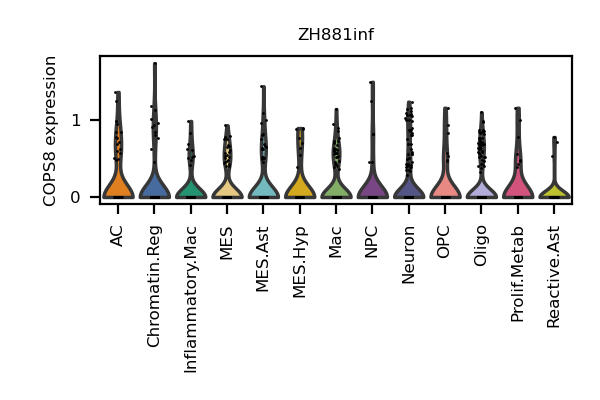 ZH881inf
COPS8 expression
1
0
AC
Chromatin.Reg
Inflammatory.Mac
MES
MES.Ast
MES.Hyp
Mac
NPC
Neuron
OPC
Oligo
Prolif.Metab
Reactive.Ast